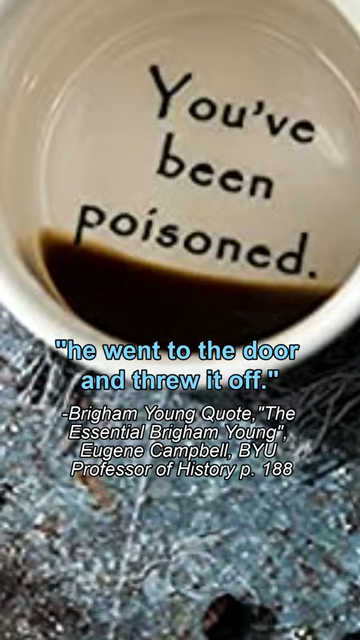 You've
been
poisoned.
"he went to the door
and threw it off."
-Brigham Young Quote,"The
Essential Brigham Young",
Eugene Campbell, BYU
Professor of History p. 188